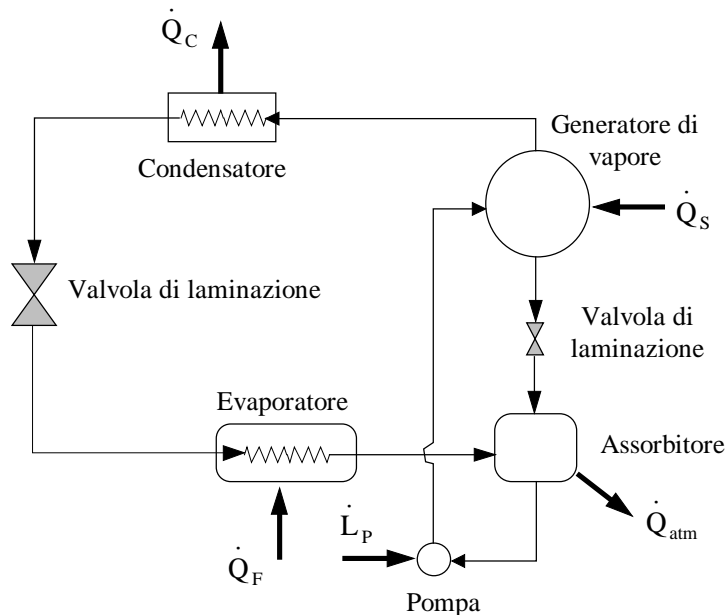 Q̇C
Generatore di
vapore
Condensatore
Q̇S
Valvola di laminazione
Valvola di
laminazione
Evaporatore
Assorbitore
L̇P
Q̇atm
Q̇F
Pompa